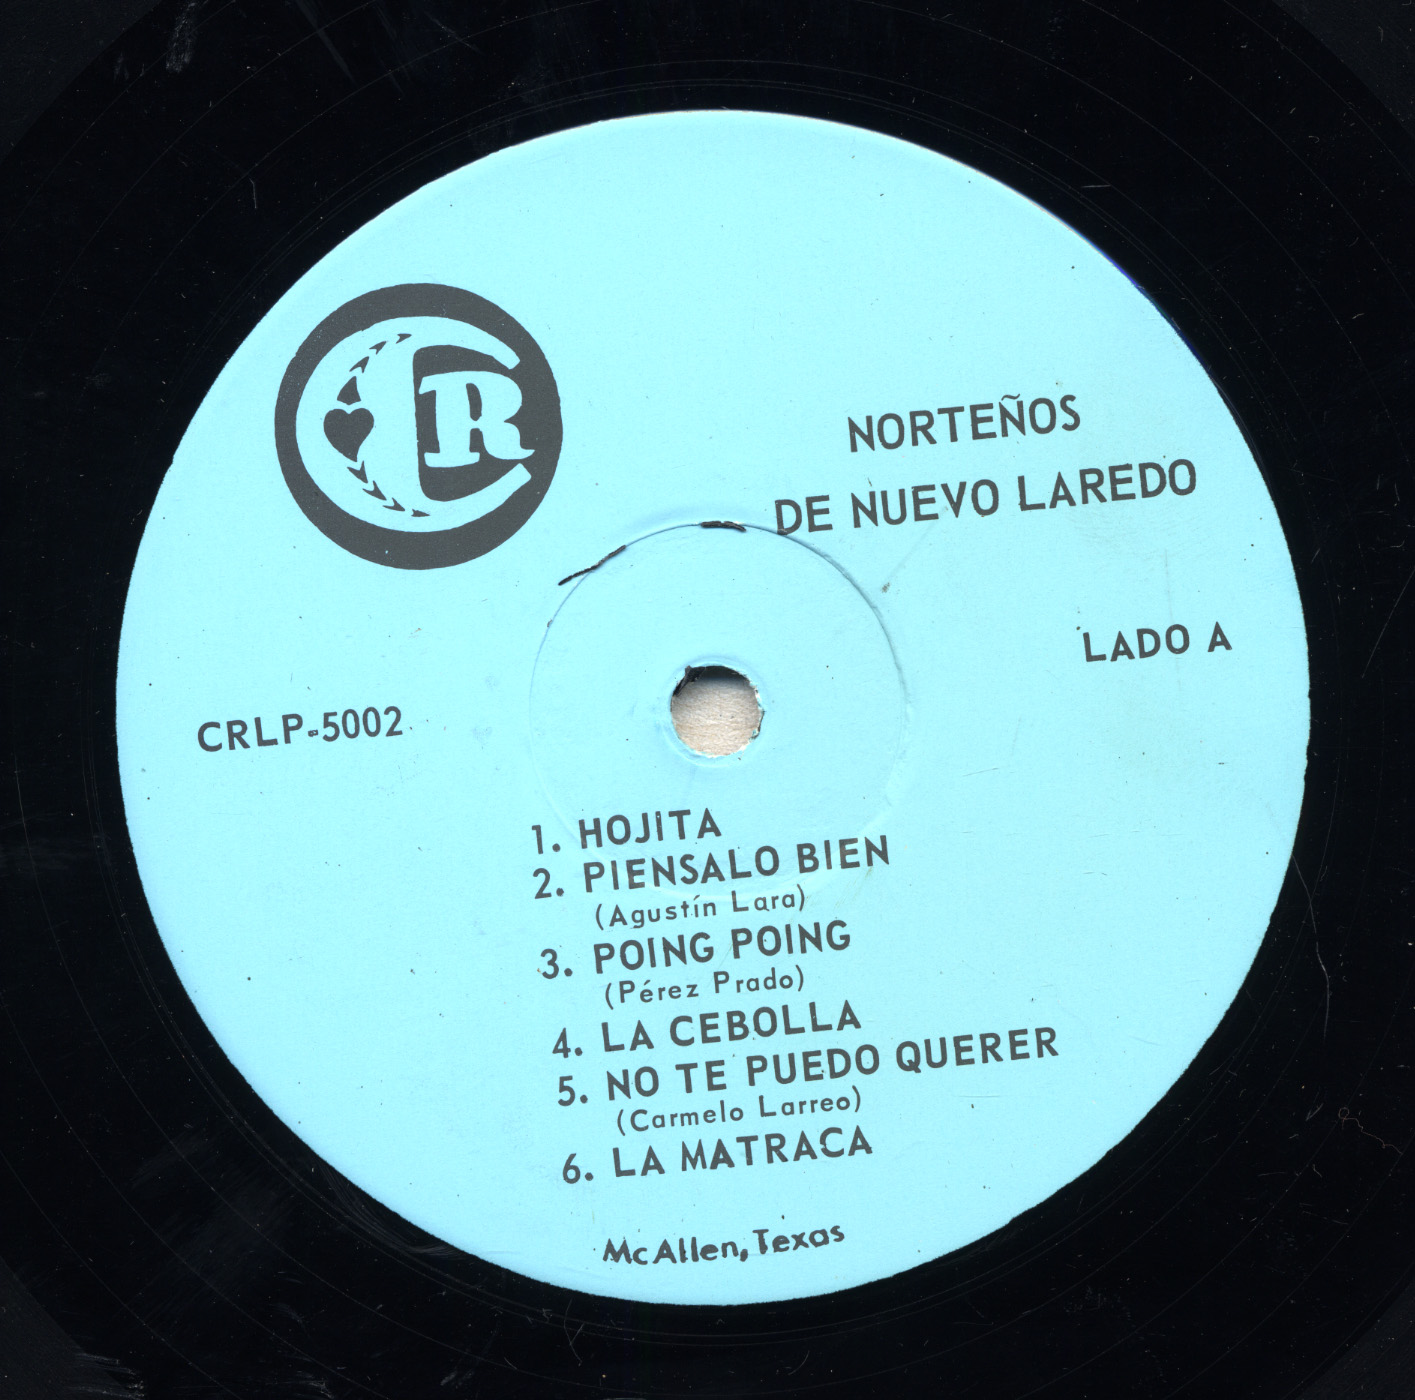 CR
NORTEÑOS
DE NUEVO LAREDO
LADO A
CRLP-5002
1. HOJITA
2. PIENSALO BIEN
(Agustín Lara)
3. POING POING
(Pérez Prado)
4. LA CEBOLLA
5. NO TE PUEDO QUERER
(Carmelo Larreo)
6. LA MATRACA
McAllen, Texas